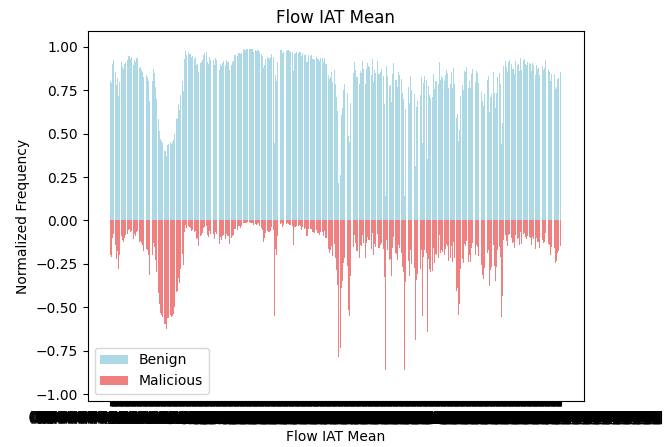 Flow IAT Mean
1.00
0.75
0.50
0.25
0.00
−0.25
−0.50
−0.75
−1.00
Normalized Frequency
Benign
Malicious
Flow IAT Mean